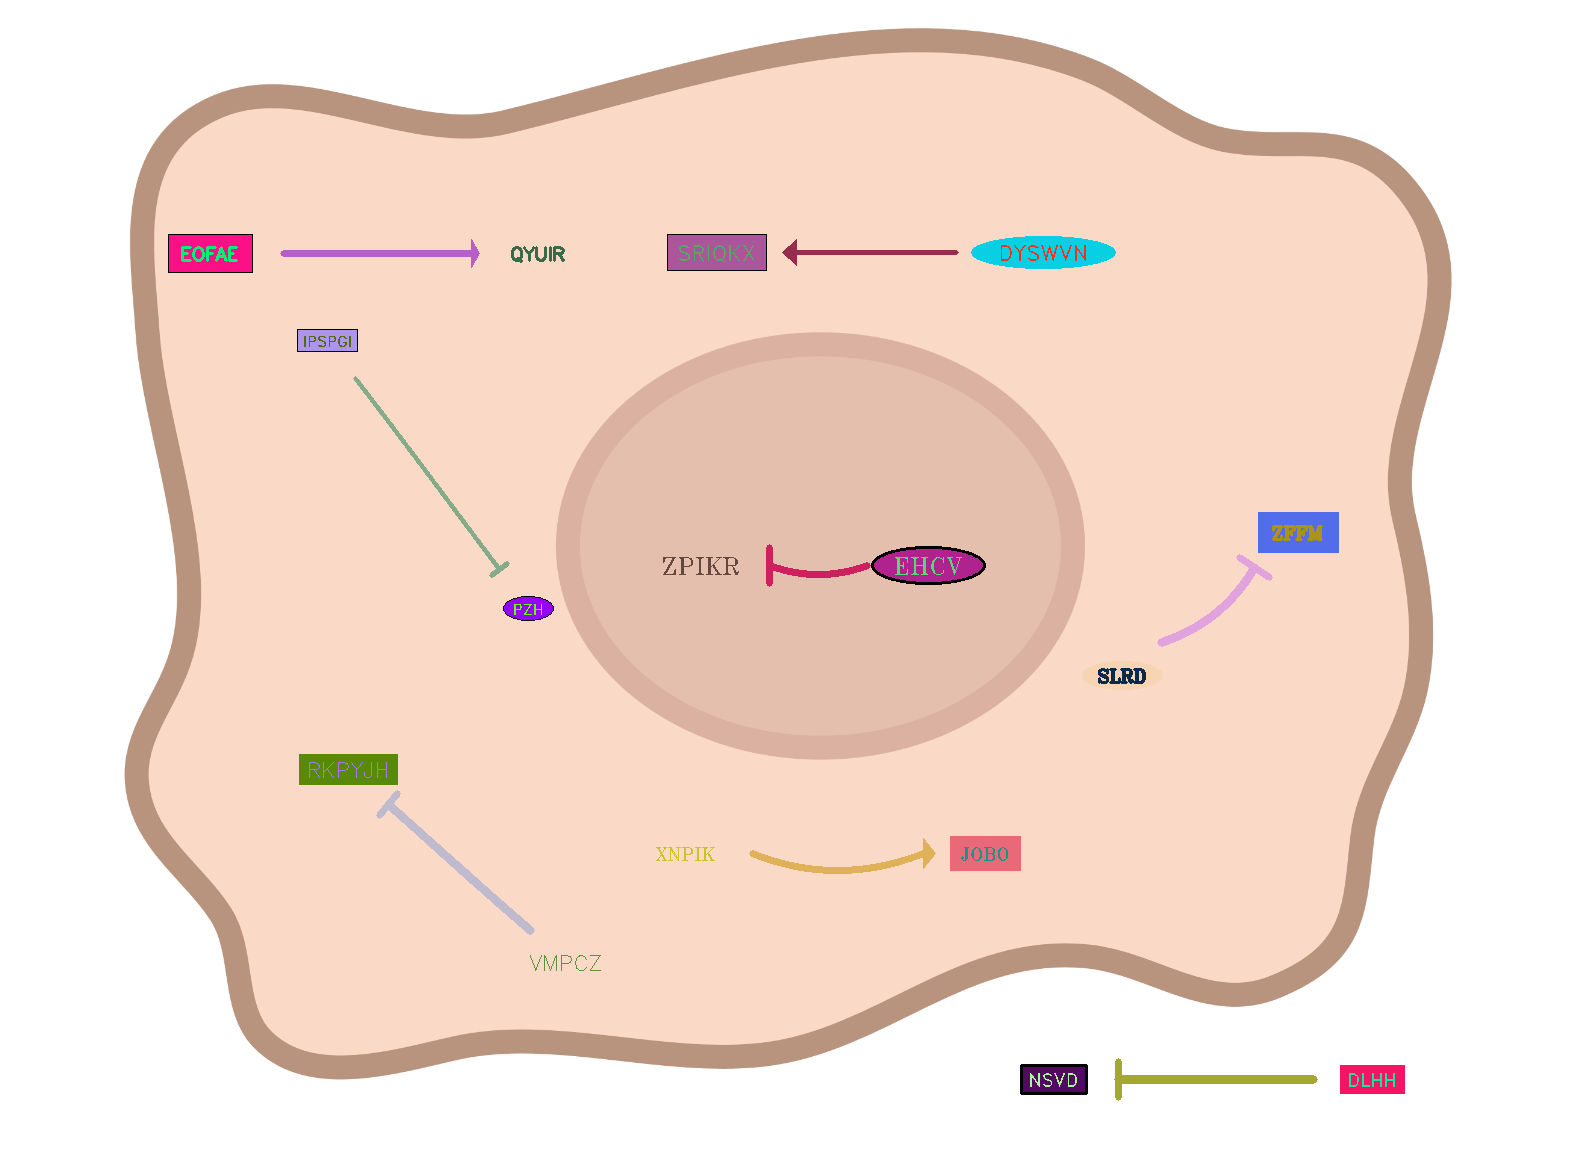 EOFAE
QYUIR
SRIQKX
DYSWVN
IPSPGI
ZFFM
ZPIKR
EHCV
PZH
SLRD
RKPYJH
XNPIK
JOBO
VMPCZ
NSVD
DLHH